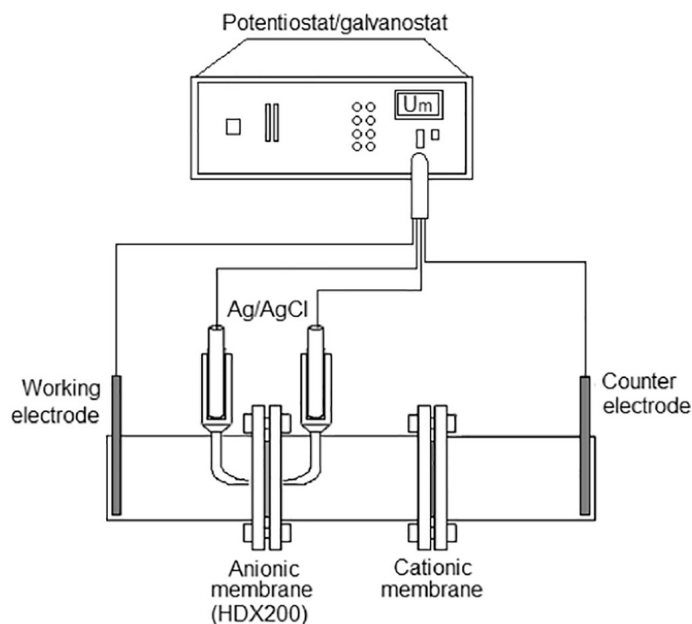 Potentiostat/galvanostat
Um
Ag/AgCl
Working
electrode
Counter
electrode
Anionic
membrane
(HDX200)
Cationic
membrane